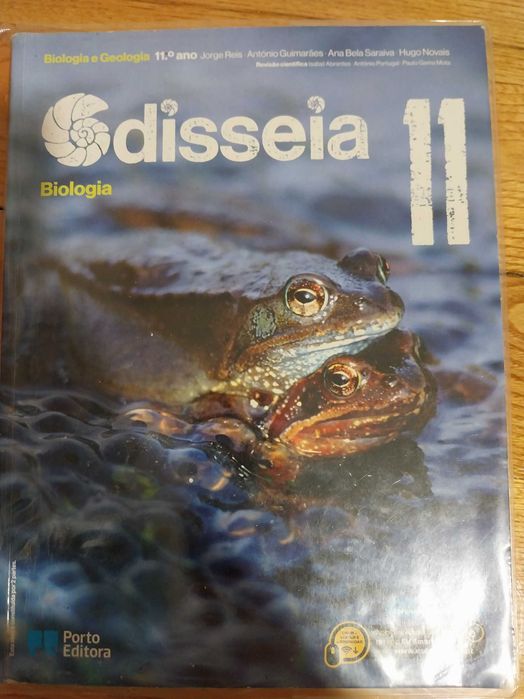 Biologia e Geologia 11.º ano Jorge Reis · António Guimarães · Ana Bela Saraiva · Hugo Novais
Revisão científica Isabel Abrantes António Portugal Paulo Gama Mota
Odisseia 11
Biologia
Porto
Editora